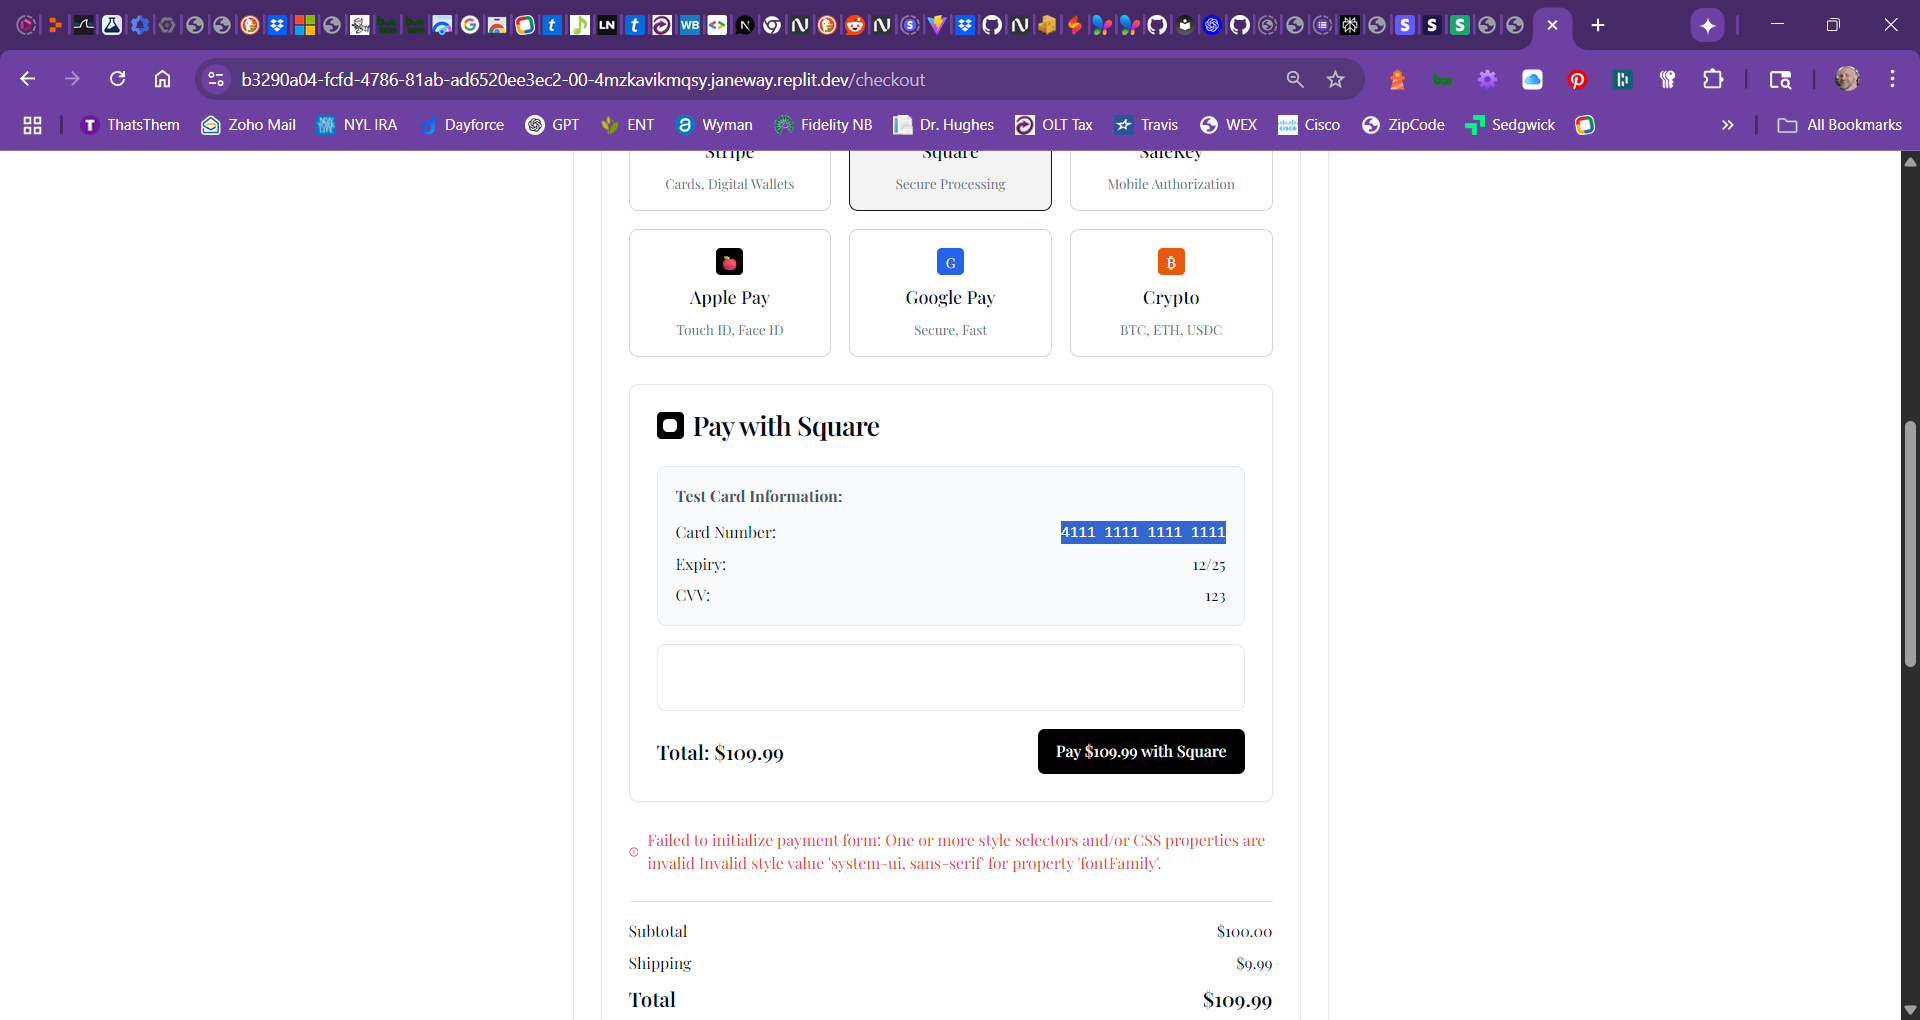 b3290a04-fcfd-4786-81ab-ad6520ee3ec2-00-4mzkavikmqsy.janeway.replit.dev/checkout
ThatsThem
Zoho Mail
NYL IRA
Dayforce
GPT
ENT
Wyman
Fidelity NB
Dr. Hughes
OLT Tax
Travis
WEX
Cisco
ZipCode
Sedgwick
All Bookmarks
Stripe
Square
SafeKey
Cards, Digital Wallets
Secure Processing
Mobile Authorization
G
Apple Pay
Google Pay
Crypto
Touch ID, Face ID
Secure, Fast
BTC, ETH, USDC
Pay with Square
Test Card Information:
Card Number: 4111 1111 1111 1111
Expiry: 12/25
CVV: 123
Total: $109.99
Pay $109.99 with Square
Failed to initialize payment form: One or more style selectors and/or CSS properties are
invalid Invalid style value 'system-ui, sans-serif' for property 'fontFamily'.
Subtotal $100.00
Shipping $9.99
Total $109.99